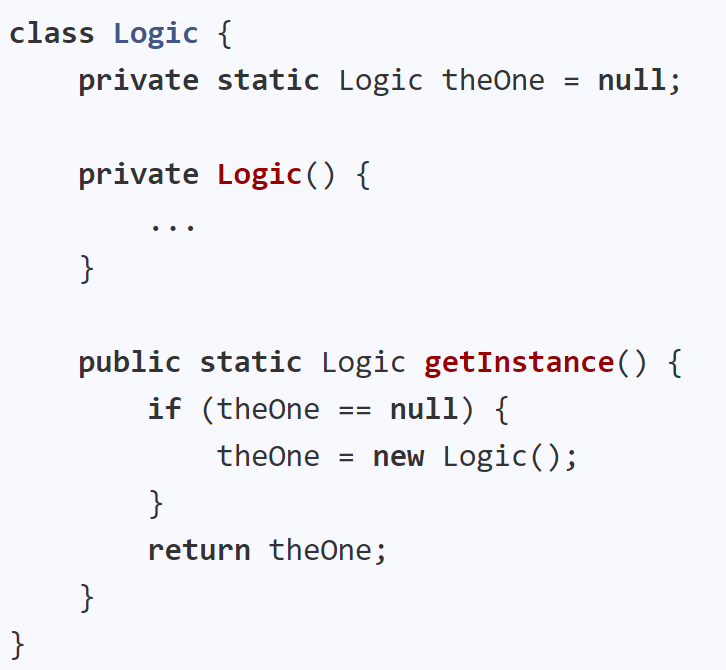 class Logic {
    private static Logic theOne = null;

    private Logic() {
        ...
    }

    public static Logic getInstance() {
        if (theOne == null) {
            theOne = new Logic();
        }
        return theOne;
    }
}